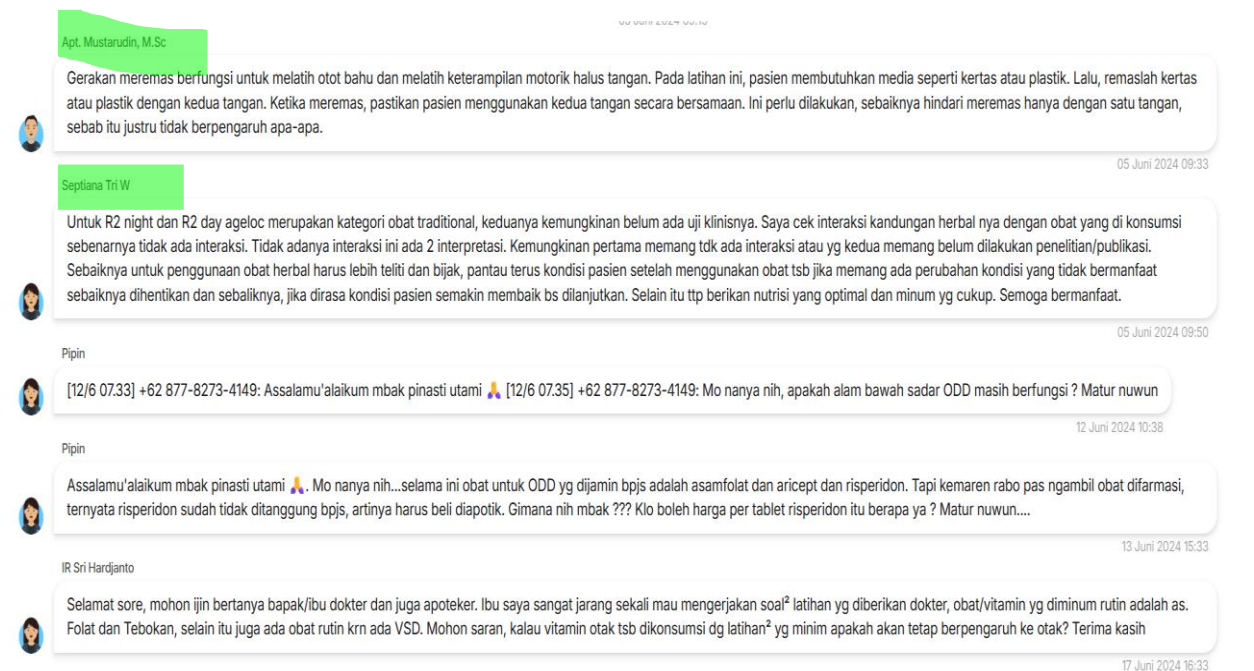 Apt. Mustarudin, M.Sc
Gerakan meremas berfungsi untuk melatih otot bahu dan melatih keterampilan motorik halus tangan. Pada latihan ini, pasien membutuhkan media seperti kertas atau plastik. Lalu, remaslah kertas
atau plastik dengan kedua tangan. Ketika meremas, pastikan pasien menggunakan kedua tangan secara bersamaan. Ini perlu dilakukan, sebaiknya hindari meremas hanya dengan satu tangan,
sebab itu justru tidak berpengaruh apa-apa.
05 Juni 2024 09:33
Septiana Tri W
Untuk R2 night dan R2 day ageloc merupakan kategori obat traditional, keduanya kemungkinan belum ada uji klinisnya. Saya cek interaksi kandungan herbal nya dengan obat yang di konsumsi
sebenarnya tidak ada interaksi. Tidak adanya interaksi ini ada 2 interpretasi. Kemungkinan pertama memang tdk ada interaksi atau yg kedua memang belum dilakukan penelitian/publikasi.
Sebaiknya untuk penggunaan obat herbal harus lebih teliti dan bijak, pantau terus kondisi pasien setelah menggunakan obat tsb jika memang ada perubahan kondisi yang tidak bermanfaat
sebaiknya dihentikan dan sebaliknya, jika dirasa kondisi pasien semakin membaik bs dilanjutkan. Selain itu ttp berikan nutrisi yang optimal dan minum yg cukup. Semoga bermanfaat.
05 Juni 2024 09:50
Pipin
[12/6 07.33] +62 877-8273-4149: Assalamu'alaikum mbak pinasti utami 🙏 [12/6 07.35] +62 877-8273-4149: Mo nanya nih, apakah alam bawah sadar ODD masih berfungsi ? Matur nuwun
12 Juni 2024 10:38
Pipin
Assalamu'alaikum mbak pinasti utami 🙏. Mo nanya nih...selama ini obat untuk ODD yg dijamin bpjs adalah asamfolat dan aricept dan risperidon. Tapi kemaren rabo pas ngambil obat difarmasi,
ternyata risperidon sudah tidak ditanggung bpjs, artinya harus beli diapotik. Gimana nih mbak ??? Klo boleh harga per tablet risperidon itu berapa ya ? Matur nuwun....
13 Juni 2024 15:33
IR Sri Hardjanto
Selamat sore, mohon ijin bertanya bapak/ibu dokter dan juga apoteker. Ibu saya sangat jarang sekali mau mengerjakan soal² latihan yg diberikan dokter, obat/vitamin yg diminum rutin adalah as.
Folat dan Tebokan, selain itu juga ada obat rutin krn ada VSD. Mohon saran, kalau vitamin otak tsb dikonsumsi dg latihan² yg minim apakah akan tetap berpengaruh ke otak? Terima kasih
17 Juni 2024 16:33